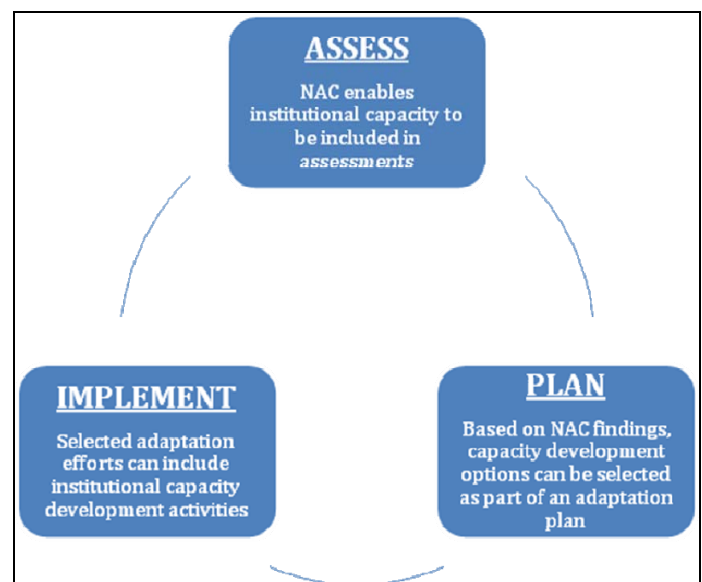 ASSESS
NAC enables
institutional capacity to
be included in
assessments
IMPLEMENT
Selected adaptation
efforts can include
institutional capacity
development activities
PLAN
Based on NAC findings,
capacity development
options can be selected
as part of an adaptation
plan